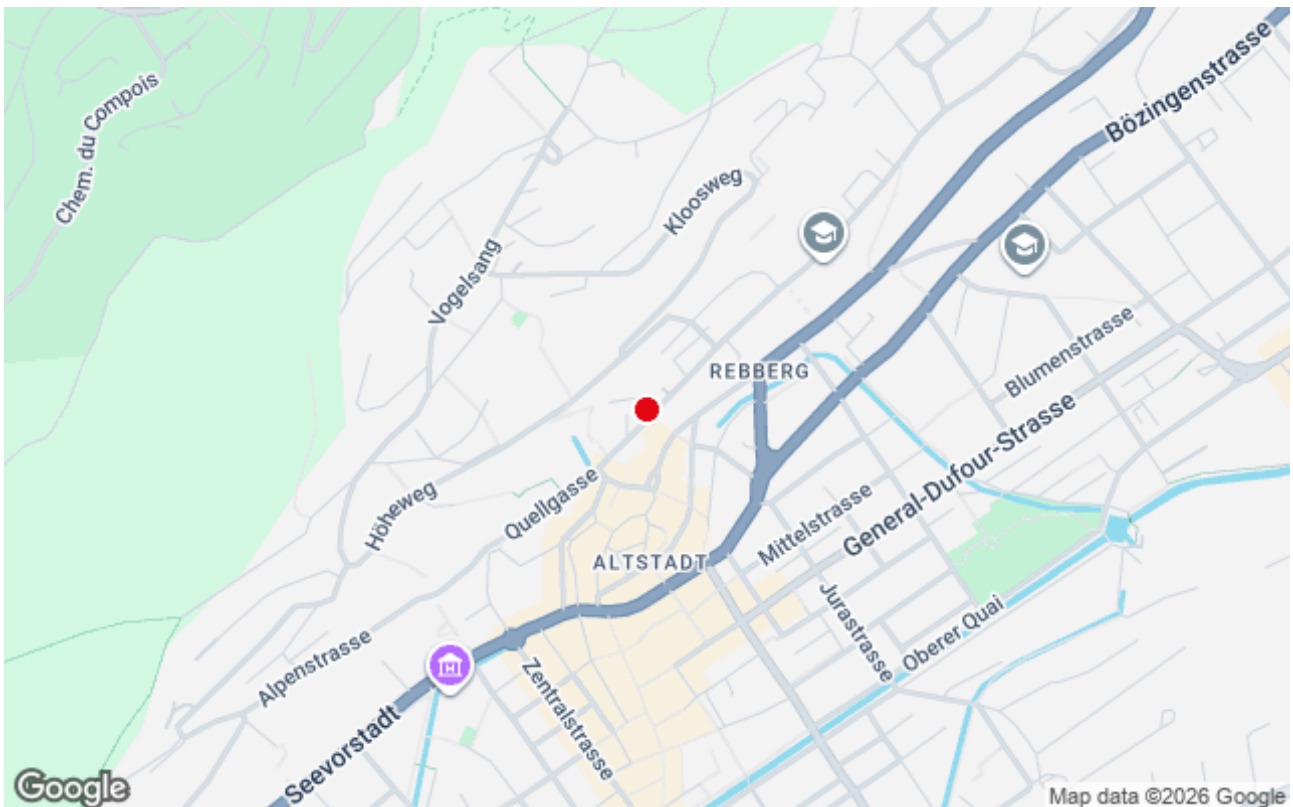 Bözingenstrasse
Chem. du Compois
Kloosweg
Vogelsang
Blumenstrasse
REBBERG
General-Dufour-Strasse
Höheweg
Quellgasse
Mittelstrasse
ALTSTADT
Jurastrasse
Oberer Quai
Alpenstrasse
Zentralstrasse
Seevorstadt
Google
Map data ©2026 Google